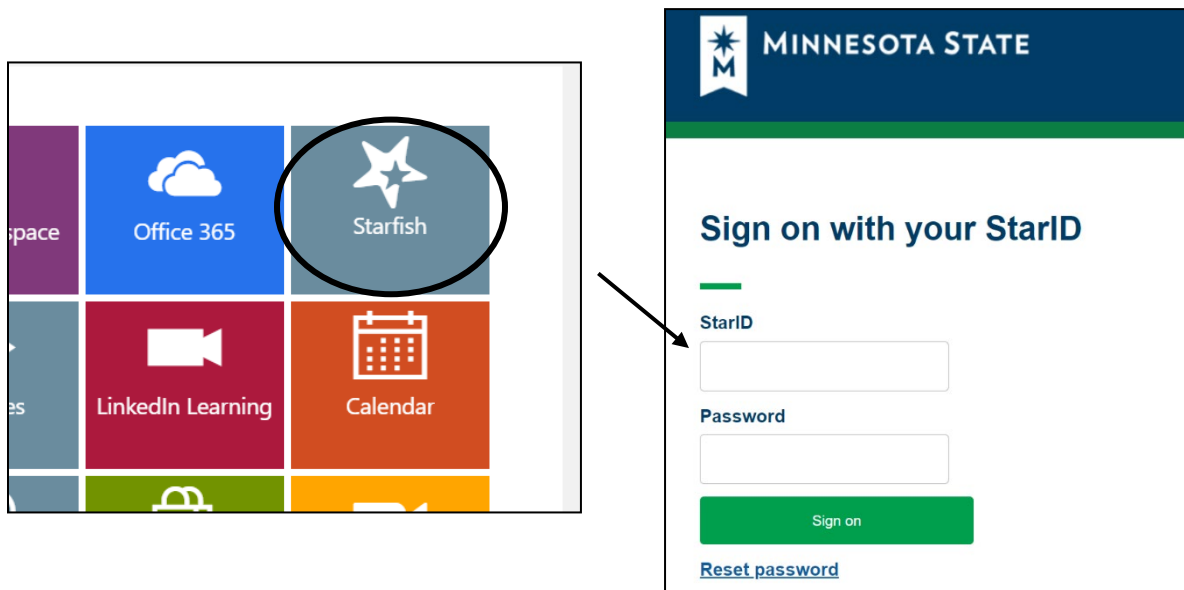 space
Office 365
Starfish
es
LinkedIn Learning
Calendar
M
MINNESOTA STATE
Sign on with your StarID
StarID
Password
Sign on
Reset password